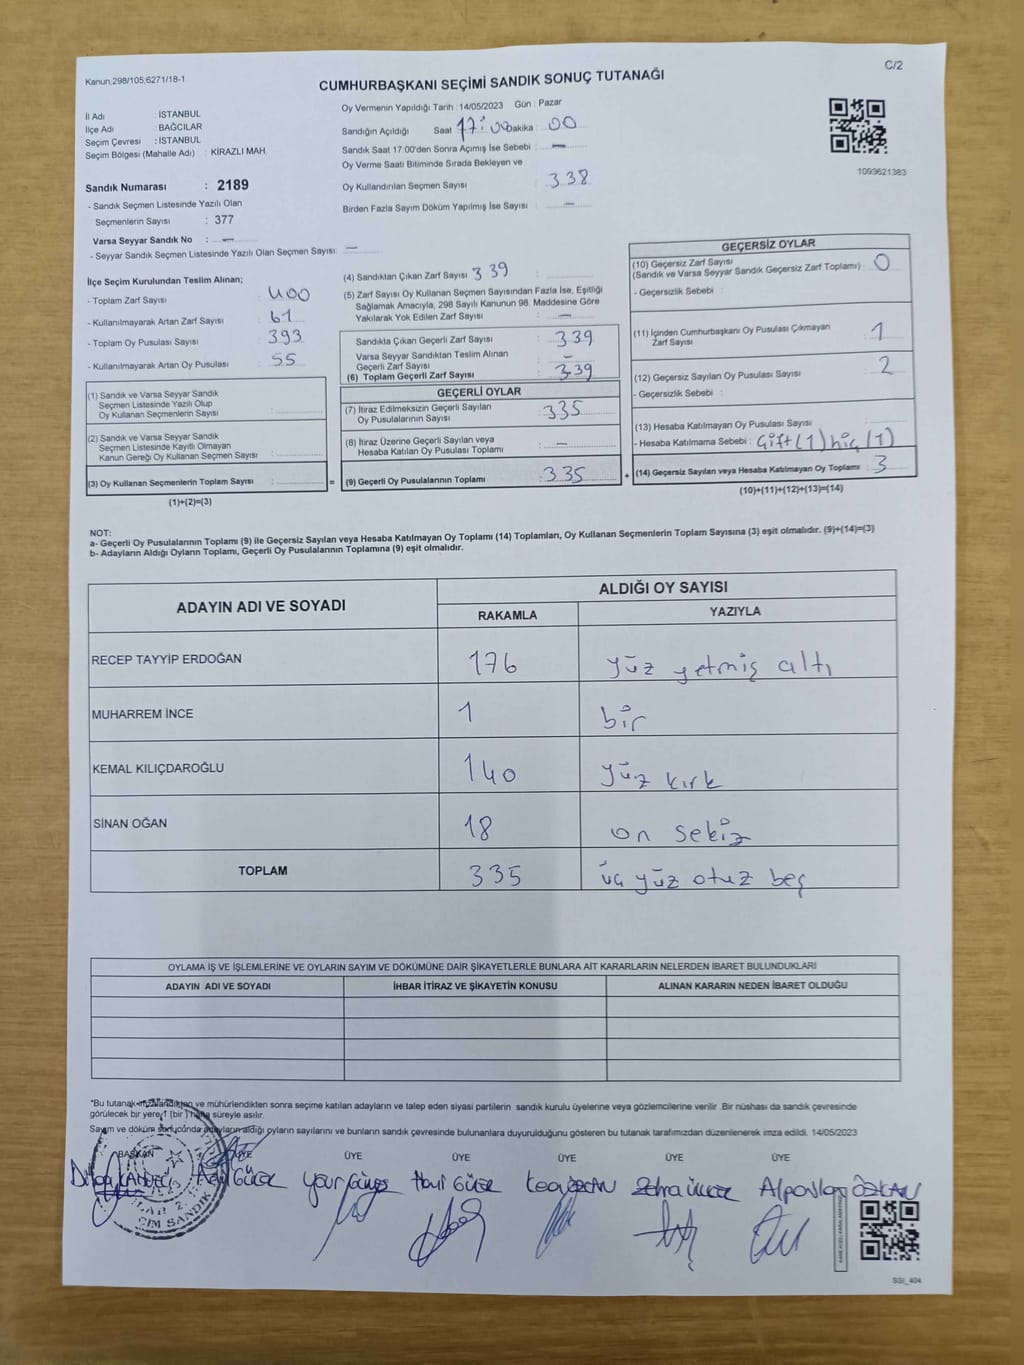 Kanun,298/105,6271/18-1
C/2
CUMHURBAŞKANI SEÇİMİ SANDIK SONUÇ TUTANAĞI
İl Adı : İSTANBUL
İlçe Adı : BAĞCILAR
Seçim Çevresi : İSTANBUL
Seçim Bölgesi (Mahalle Adı) : KİRAZLI MAH.
Sandık Numarası : 2189
- Sandık Seçmen Listesinde Yazılı Olan
Seçmenlerin Sayısı : 377
Varsa Seyyar Sandık No : —
- Seyyar Sandık Seçmen Listesinde Yazılı Olan Seçmen Sayısı: —
Oy Vermenin Yapıldığı Tarih : 14/05/2023 Gün : Pazar
Sandığın Açıldığı Saat 17:00 Dakika : 00
Sandık Saat 17:00'den Sonra Açmış İse Sebebi : —
Oy Verme Saati Bitiminde Sırada Bekleyen ve
Oy Kullandırılan Seçmen Sayısı : 338
Birden Fazla Sayım Döküm Yapılmış İse Sayısı : —
1093621383
İlçe Seçim Kurulundan Teslim Alınan;
- Toplam Zarf Sayısı : 400
- Kullanılmayarak Artan Zarf Sayısı : 61
- Toplam Oy Pusulası Sayısı : 393
- Kullanılmayarak Artan Oy Pusulası : 55
(1) Sandık ve Varsa Seyyar Sandık
Seçmen Listesinde Yazılı Olup
Oy Kullanan Seçmenlerin Sayısı :
(2) Sandık ve Varsa Seyyar Sandık
Seçmen Listesinde Kayıtlı Olmayan
Kanun Gereği Oy Kullanan Seçmen Sayısı :
(3) Oy Kullanan Seçmenlerin Toplam Sayısı : =
(1)+(2)=(3)
(4) Sandıktan Çıkan Zarf Sayısı 339 :
(5) Zarf Sayısı Oy Kullanan Seçmen Sayısından Fazla İse, Eşitliği
Sağlamak Amacıyla, 298 Sayılı Kanunun 98. Maddesine Göre
Yakılarak Yok Edilen Zarf Sayısı : —
Sandıkla Çıkan Geçerli Zarf Sayısı : 339
Varsa Seyyar Sandıktan Teslim Alınan
Geçerli Zarf Sayısı : —
(6) Toplam Geçerli Zarf Sayısı : 339
GEÇERLİ OYLAR
(7) İtiraz Edilmeksizin Geçerli Sayılan
Oy Pusulalarının Sayısı : 335
(8) İtiraz Üzerine Geçerli Sayılan veya
Hesaba Katılan Oy Pusulası Toplamı : —
(9) Geçerli Oy Pusulalarının Toplamı : 335 +
GEÇERSİZ OYLAR
(10) Geçersiz Zarf Sayısı
(Sandık ve Varsa Seyyar Sandık Geçersiz Zarf Toplamı) : 0
- Geçersizlik Sebebi :
(11) İçinden Cumhurbaşkanı Oy Pusulası Çıkmayan
Zarf Sayısı : 1
(12) Geçersiz Sayılan Oy Pusulası Sayısı : 2
- Geçersizlik Sebebi :
(13) Hesaba Katılmayan Oy Pusulası Sayısı :
- Hesaba Katılmama Sebebi : Çift(1) hiç(1)
(14) Geçersiz Sayılan veya Hesaba Katılmayan Oy Toplamı : 3
(10)+(11)+(12)+(13)=(14)
NOT:
a- Geçerli Oy Pusulalarının Toplamı (9) ile Geçersiz Sayılan veya Hesaba Katılmayan Oy Toplamı (14) Toplamları, Oy Kullanan Seçmenlerin Toplam Sayısına (3) eşit olmalıdır. (9)+(14)=(3)
b- Adayların Aldığı Oyların Toplamı, Geçerli Oy Pusulalarının Toplamına (9) eşit olmalıdır.
ADAYIN ADI VE SOYADI
ALDIĞI OY SAYISI
RAKAMLA YAZIYLA
RECEP TAYYİP ERDOĞAN 176 yüz yetmiş altı
MUHARREM İNCE 1 bir
KEMAL KILIÇDAROĞLU 140 yüz kırk
SİNAN OĞAN 18 on sekiz
TOPLAM 335 üç yüz otuz beş
OYLAMA İŞ VE İŞLEMLERİNE VE OYLARIN SAYIM VE DÖKÜMÜNE DAİR ŞİKAYETLERLE BUNLARA AİT KARARLARIN NELERDEN İBARET BULUNDUKLARI
ADAYIN ADI VE SOYADI İHBAR İTİRAZ VE ŞİKAYETİN KONUSU ALINAN KARARIN NEDEN İBARET OLDUĞU
"Bu tutanak imzalandıktan ve mühürlendikten sonra seçime katılan adayların ve talep eden siyasi partilerin sandık kurulu üyelerine veya gözlemcilerine verilir .Bir nüshası da sandık çevresinde
görülecek bir yere 1 (bir) hafta süreyle asılır.
Sayım ve döküm sonucunda adayların aldığı oyların sayılarını ve bunların sandık çevresinde bulunanlara duyurulduğunu gösteren bu tutanak tarafımızdan düzenlenerek imza edildi. 14/05/2023
BAŞKAN ÜYE ÜYE ÜYE ÜYE ÜYE ÜYE
GÜLER Halil GÜLER Alparslan ÖZKAN
SSI_404